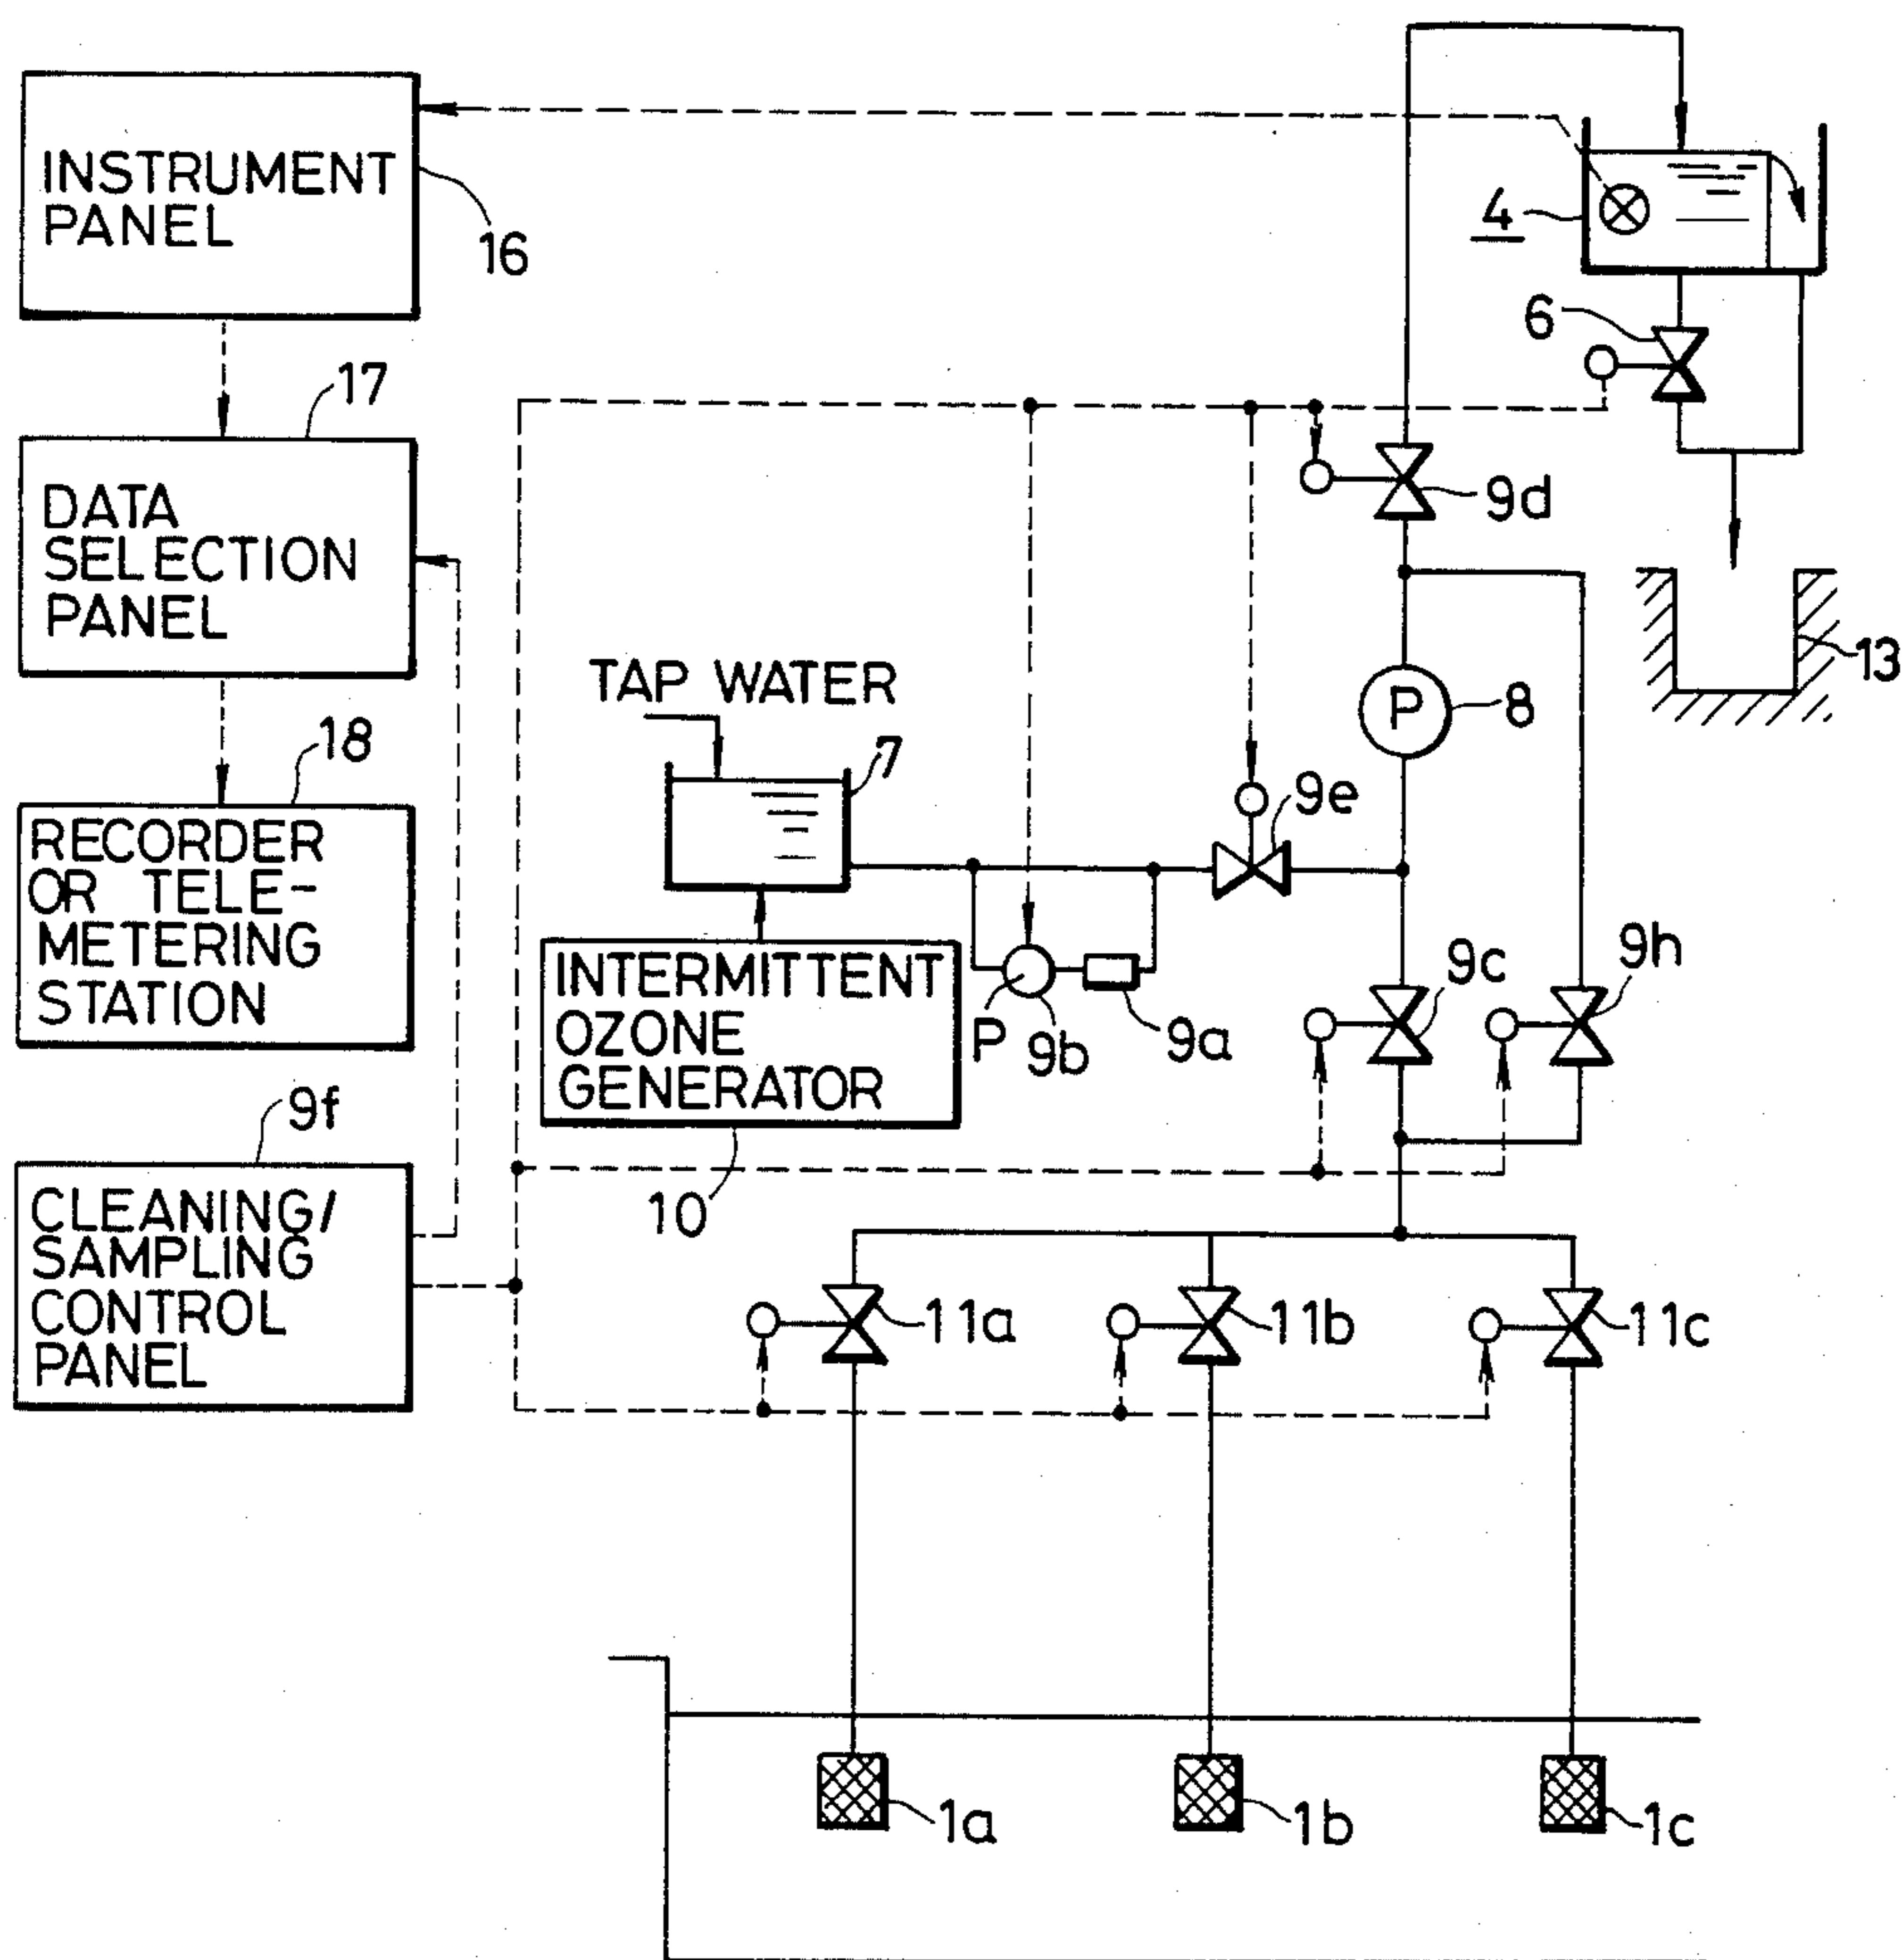 INSTRUMENT
PANEL
16
4
6
17
DATA
SELECTION
PANEL
9d
13
TAP WATER
P
8
18
7
9e
RECORDER
OR TELE-
METERING
STATION
INTERMITTENT
OZONE
GENERATOR
P
9b
9a
9c
9h
9f
10
CLEANING/
SAMPLING
CONTROL
PANEL
11a
11b
11c
1a
1b
1c